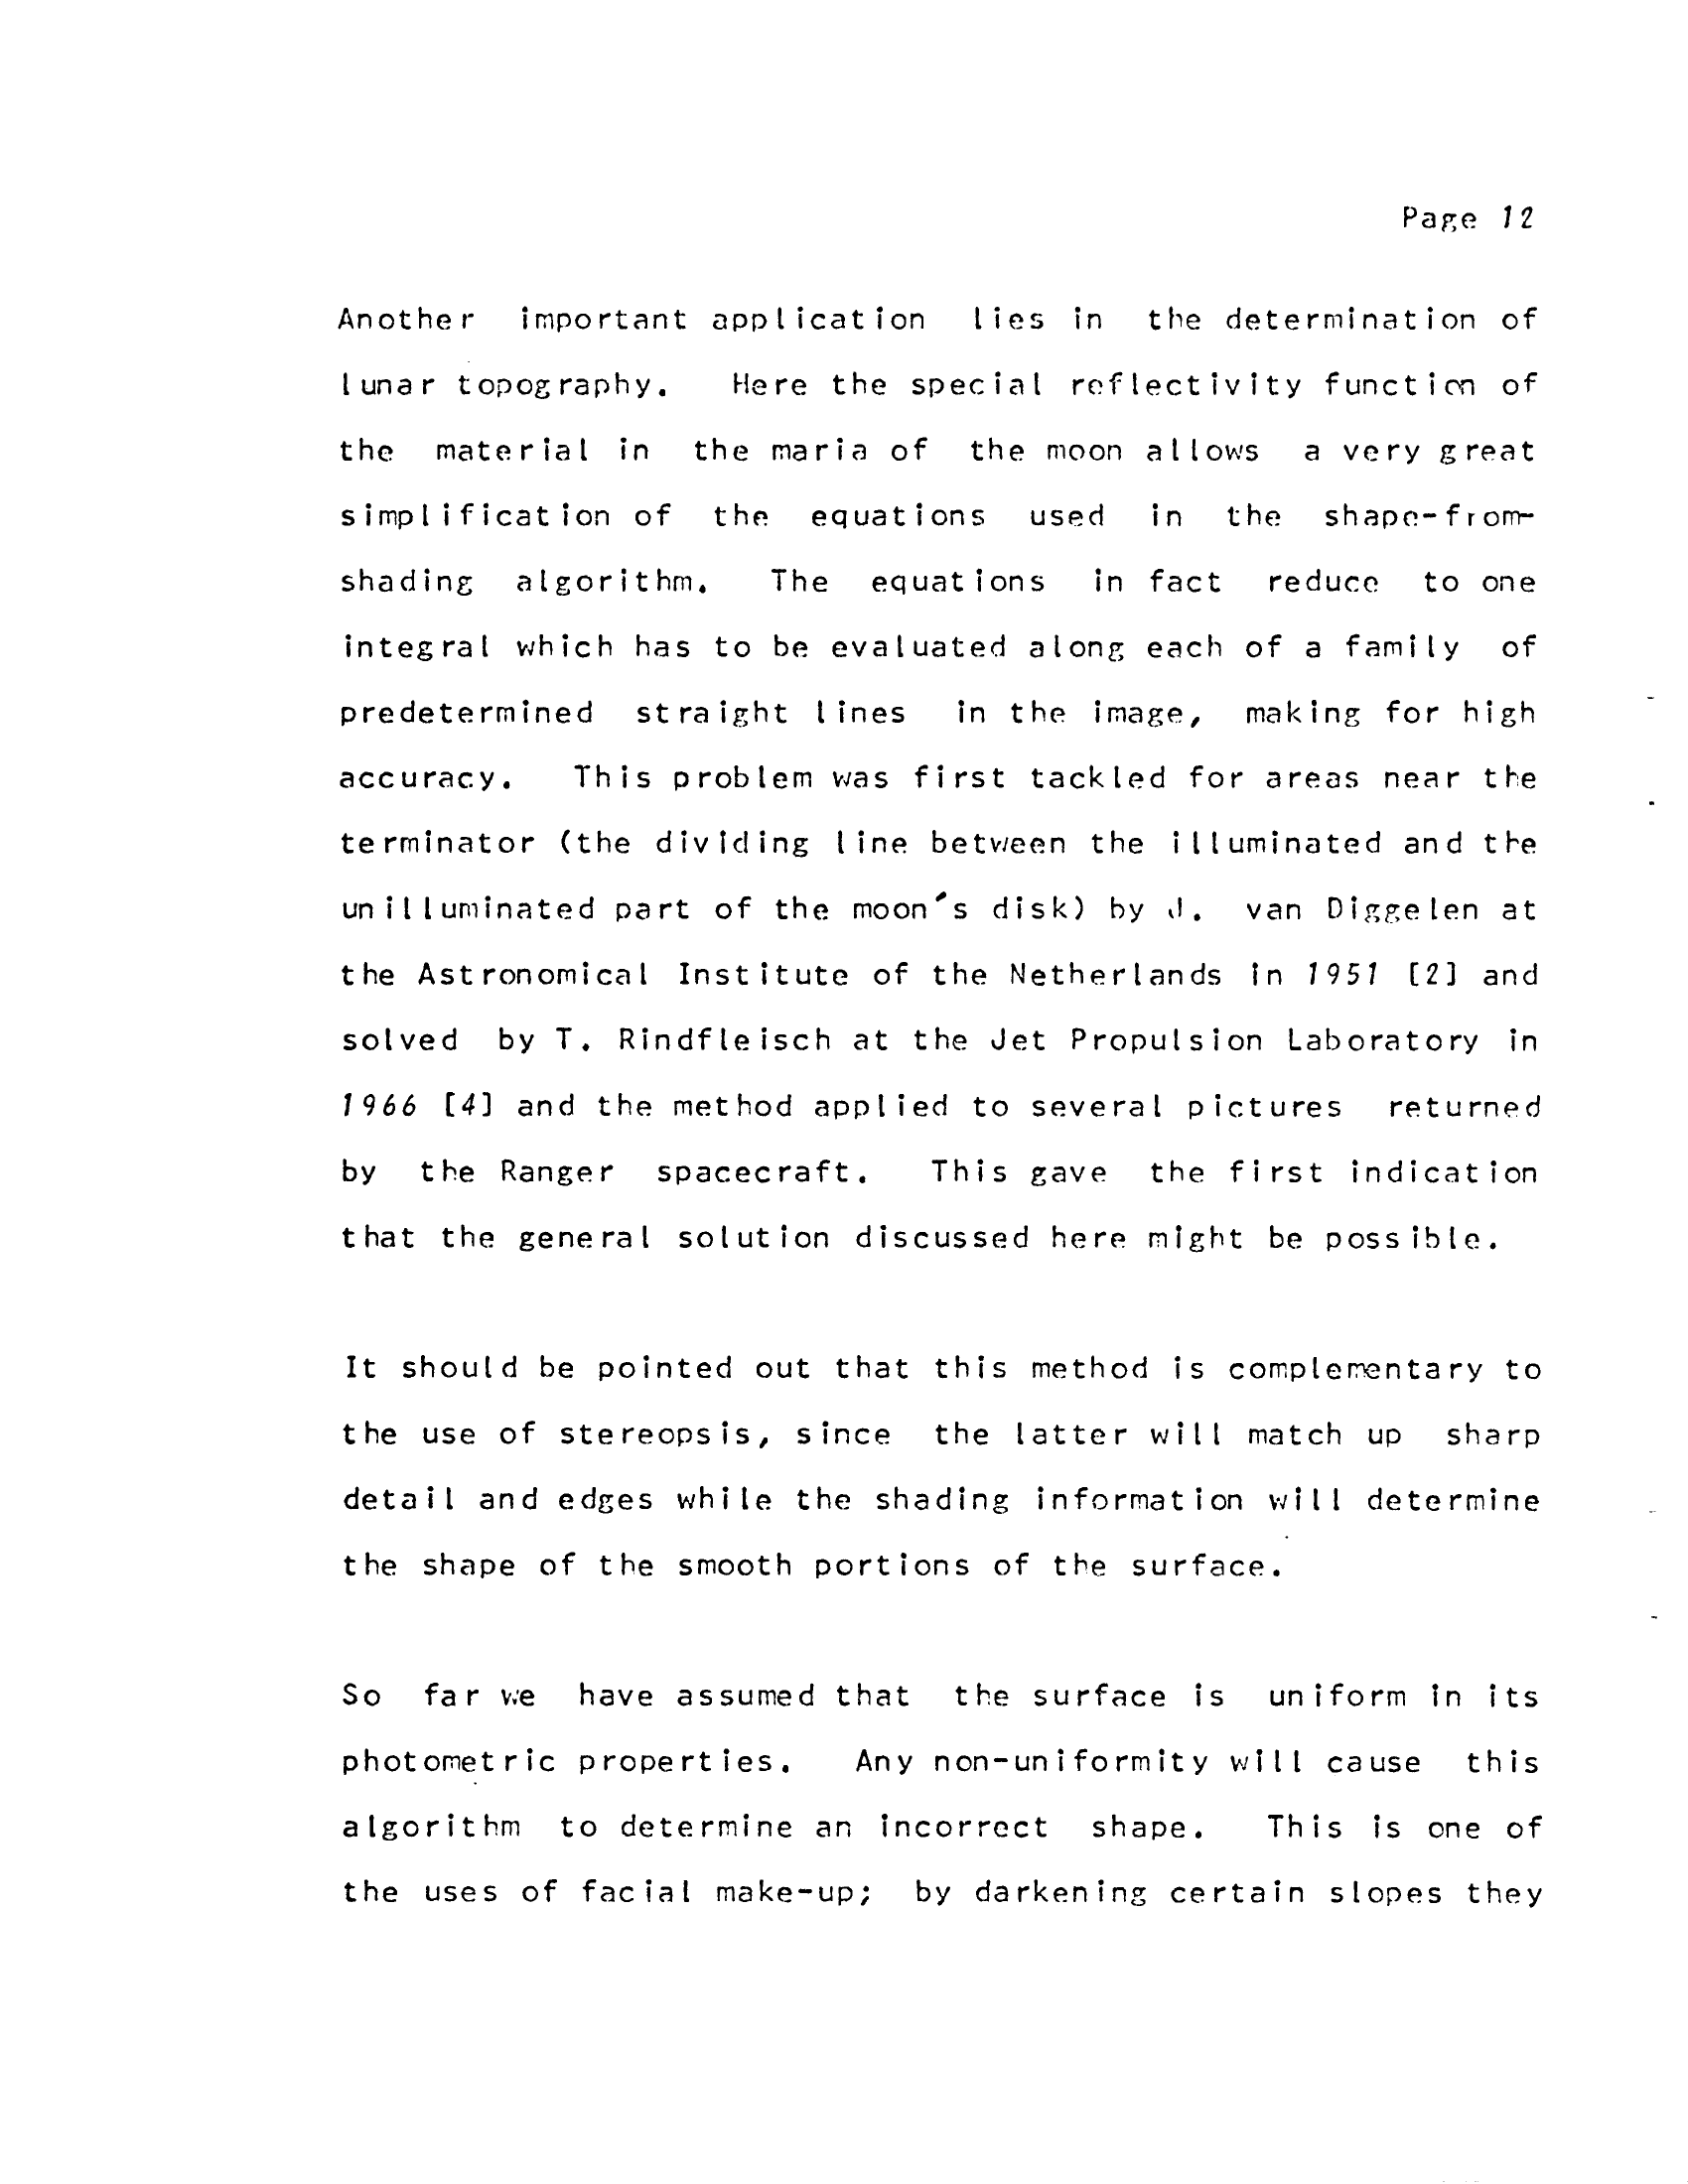 Page 12
Another important application lies in the determination of
lunar topography. Here the special reflectivity function of
the material in the maria of the moon allows a very great
simplification of the equations used in the shape-from-
shading algorithm. The equations in fact reduce to one
integral which has to be evaluated along each of a family of
predetermined straight lines in the image, making for high
accuracy. This problem was first tackled for areas near the
terminator (the dividing line between the illuminated and the
unilluminated part of the moon's disk) by J. van Diggelen at
the Astronomical Institute of the Netherlands in 1951 [2] and
solved by T. Rindfleisch at the Jet Propulsion Laboratory in
1966 [4] and the method applied to several pictures returned
by the Ranger spacecraft. This gave the first indication
that the general solution discussed here might be possible.
It should be pointed out that this method is complementary to
the use of stereopsis, since the latter will match up sharp
detail and edges while the shading information will determine
the shape of the smooth portions of the surface.
So far we have assumed that the surface is uniform in its
photometric properties. Any non-uniformity will cause this
algorithm to determine an incorrect shape. This is one of
the uses of facial make-up; by darkening certain slopes they